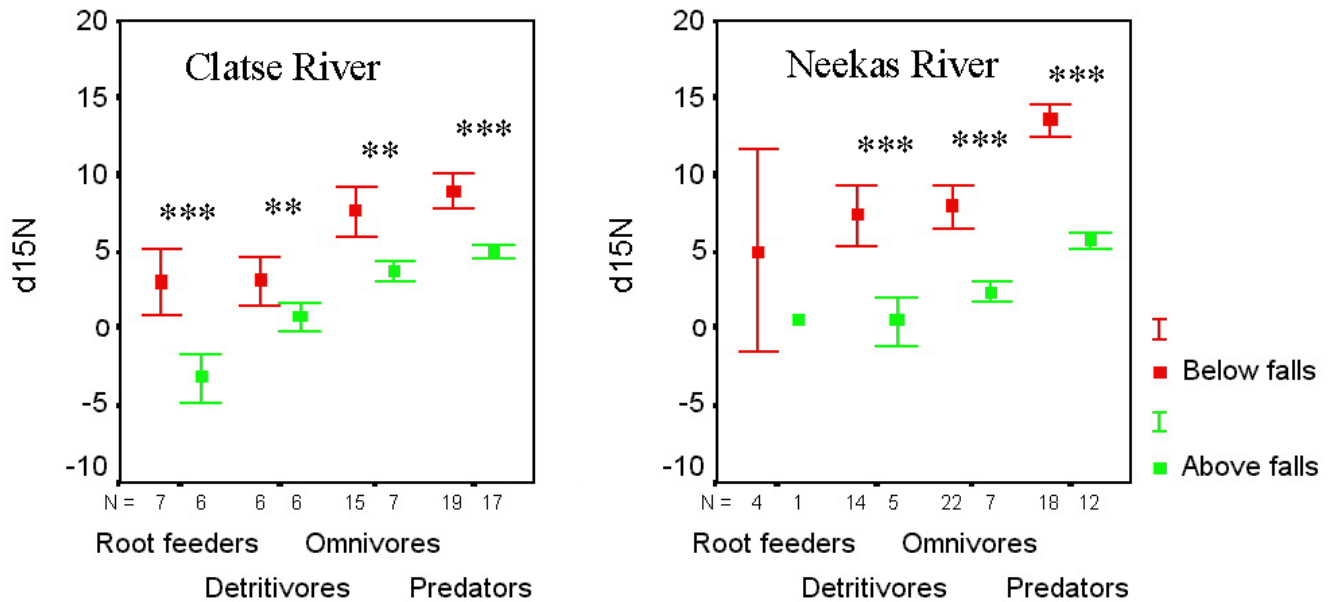 20
15
10
5
0
-5
-10
d15N
Clatse River
***
**
**
***
N = 7 6 6 6 15 7 19 17
Root feeders Omnivores
Detritivores Predators
20
15
10
5
0
-5
-10
d15N
Neekas River
***
***
***
N = 4 1 14 5 22 7 18 12
Root feeders Omnivores
Detritivores Predators
Below falls
Above falls